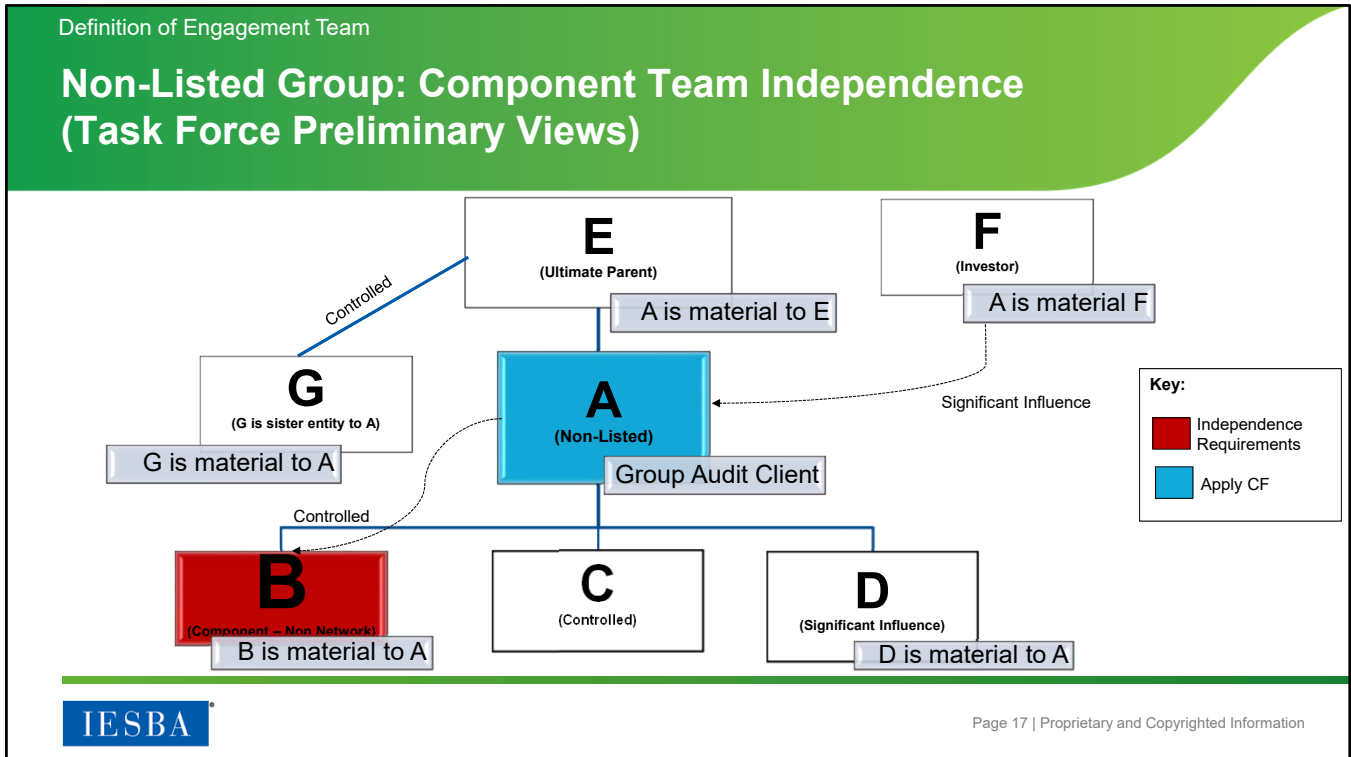 Definition of Engagement Team
Non-Listed Group: Component Team Independence
(Task Force Preliminary Views)
E
(Ultimate Parent)
A is material to E
F
(Investor)
A is material F
Controlled
G
(G is sister entity to A)
G is material to A
A
(Non-Listed)
Group Audit Client
Significant Influence
Key:
Independence
Requirements
Apply CF
Controlled
B
(Component – Non Network)
B is material to A
C
(Controlled)
D
(Significant Influence)
D is material to A
IESBA
Page 17 | Proprietary and Copyrighted Information